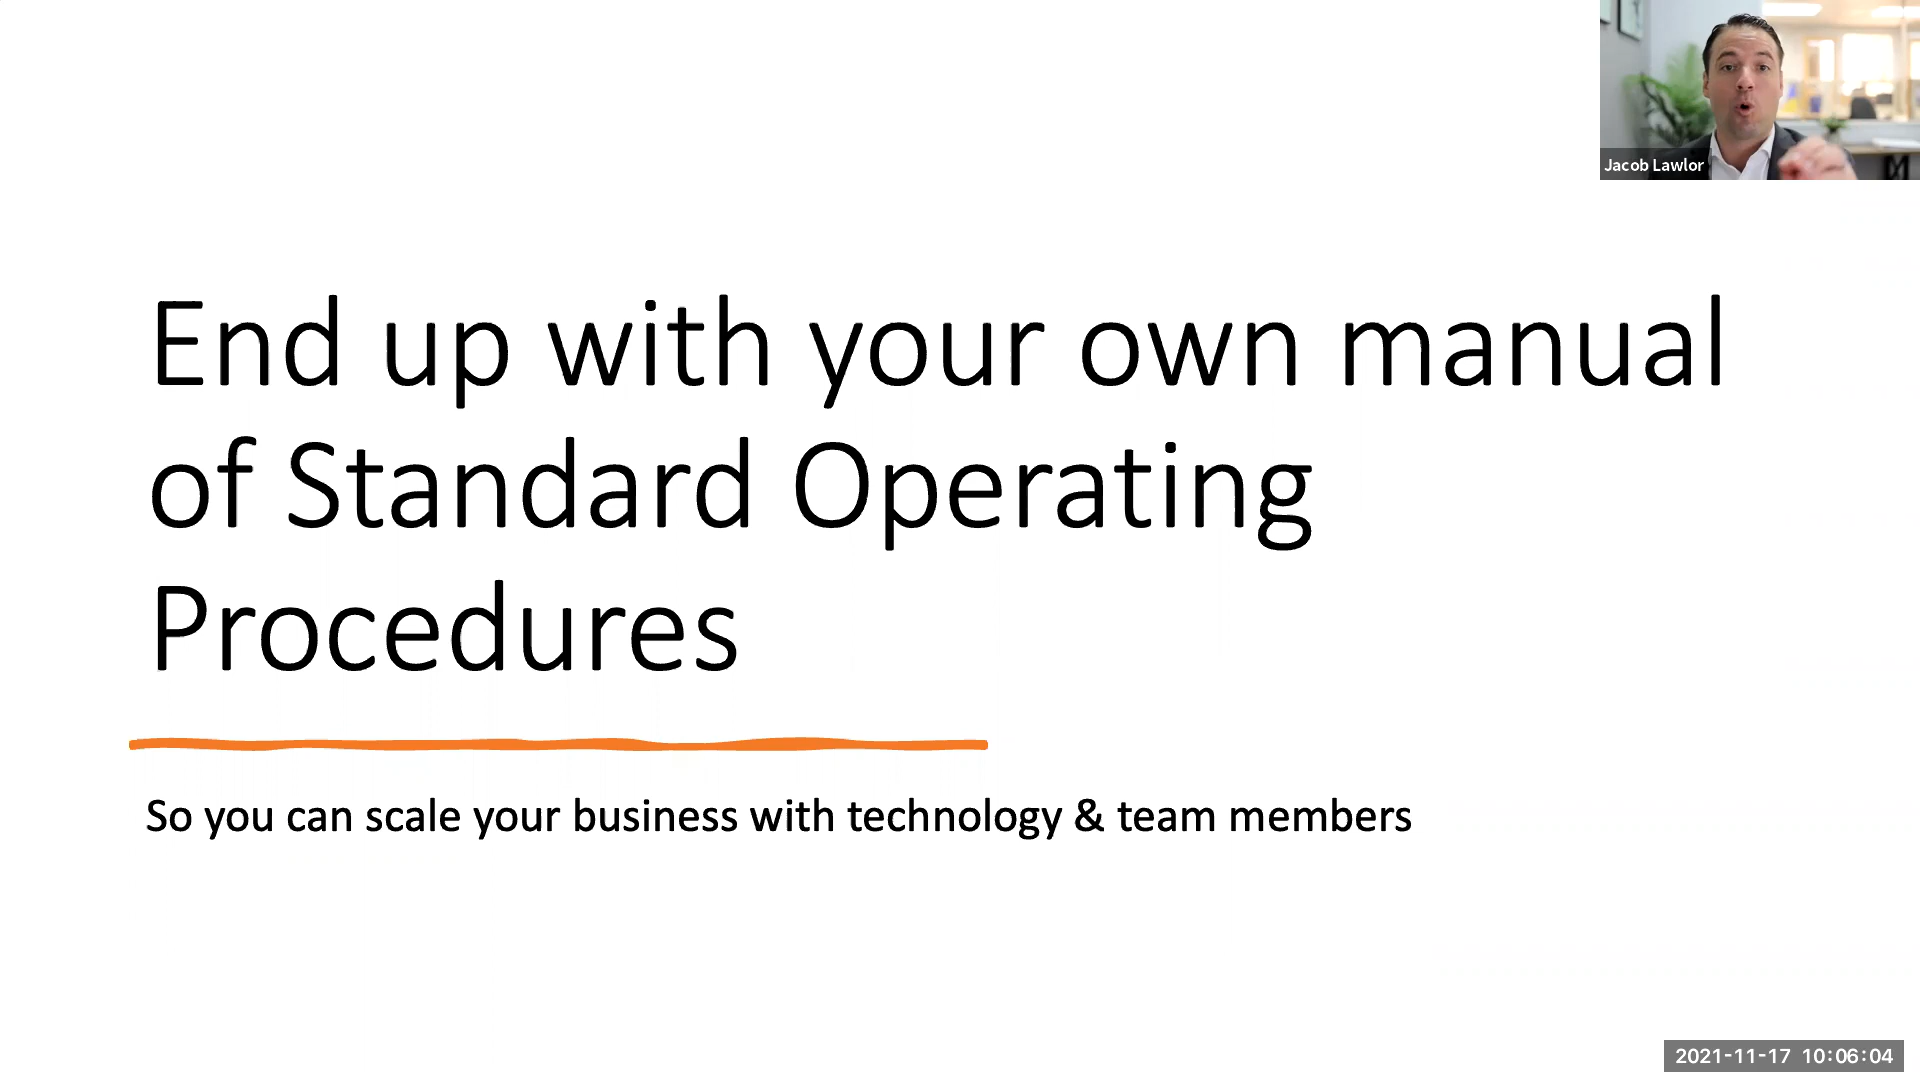 Jacob Lawlor
End up with your own manual
of Standard Operating
Procedures
So you can scale your business with technology & team members
2021-11-17 10:06:04